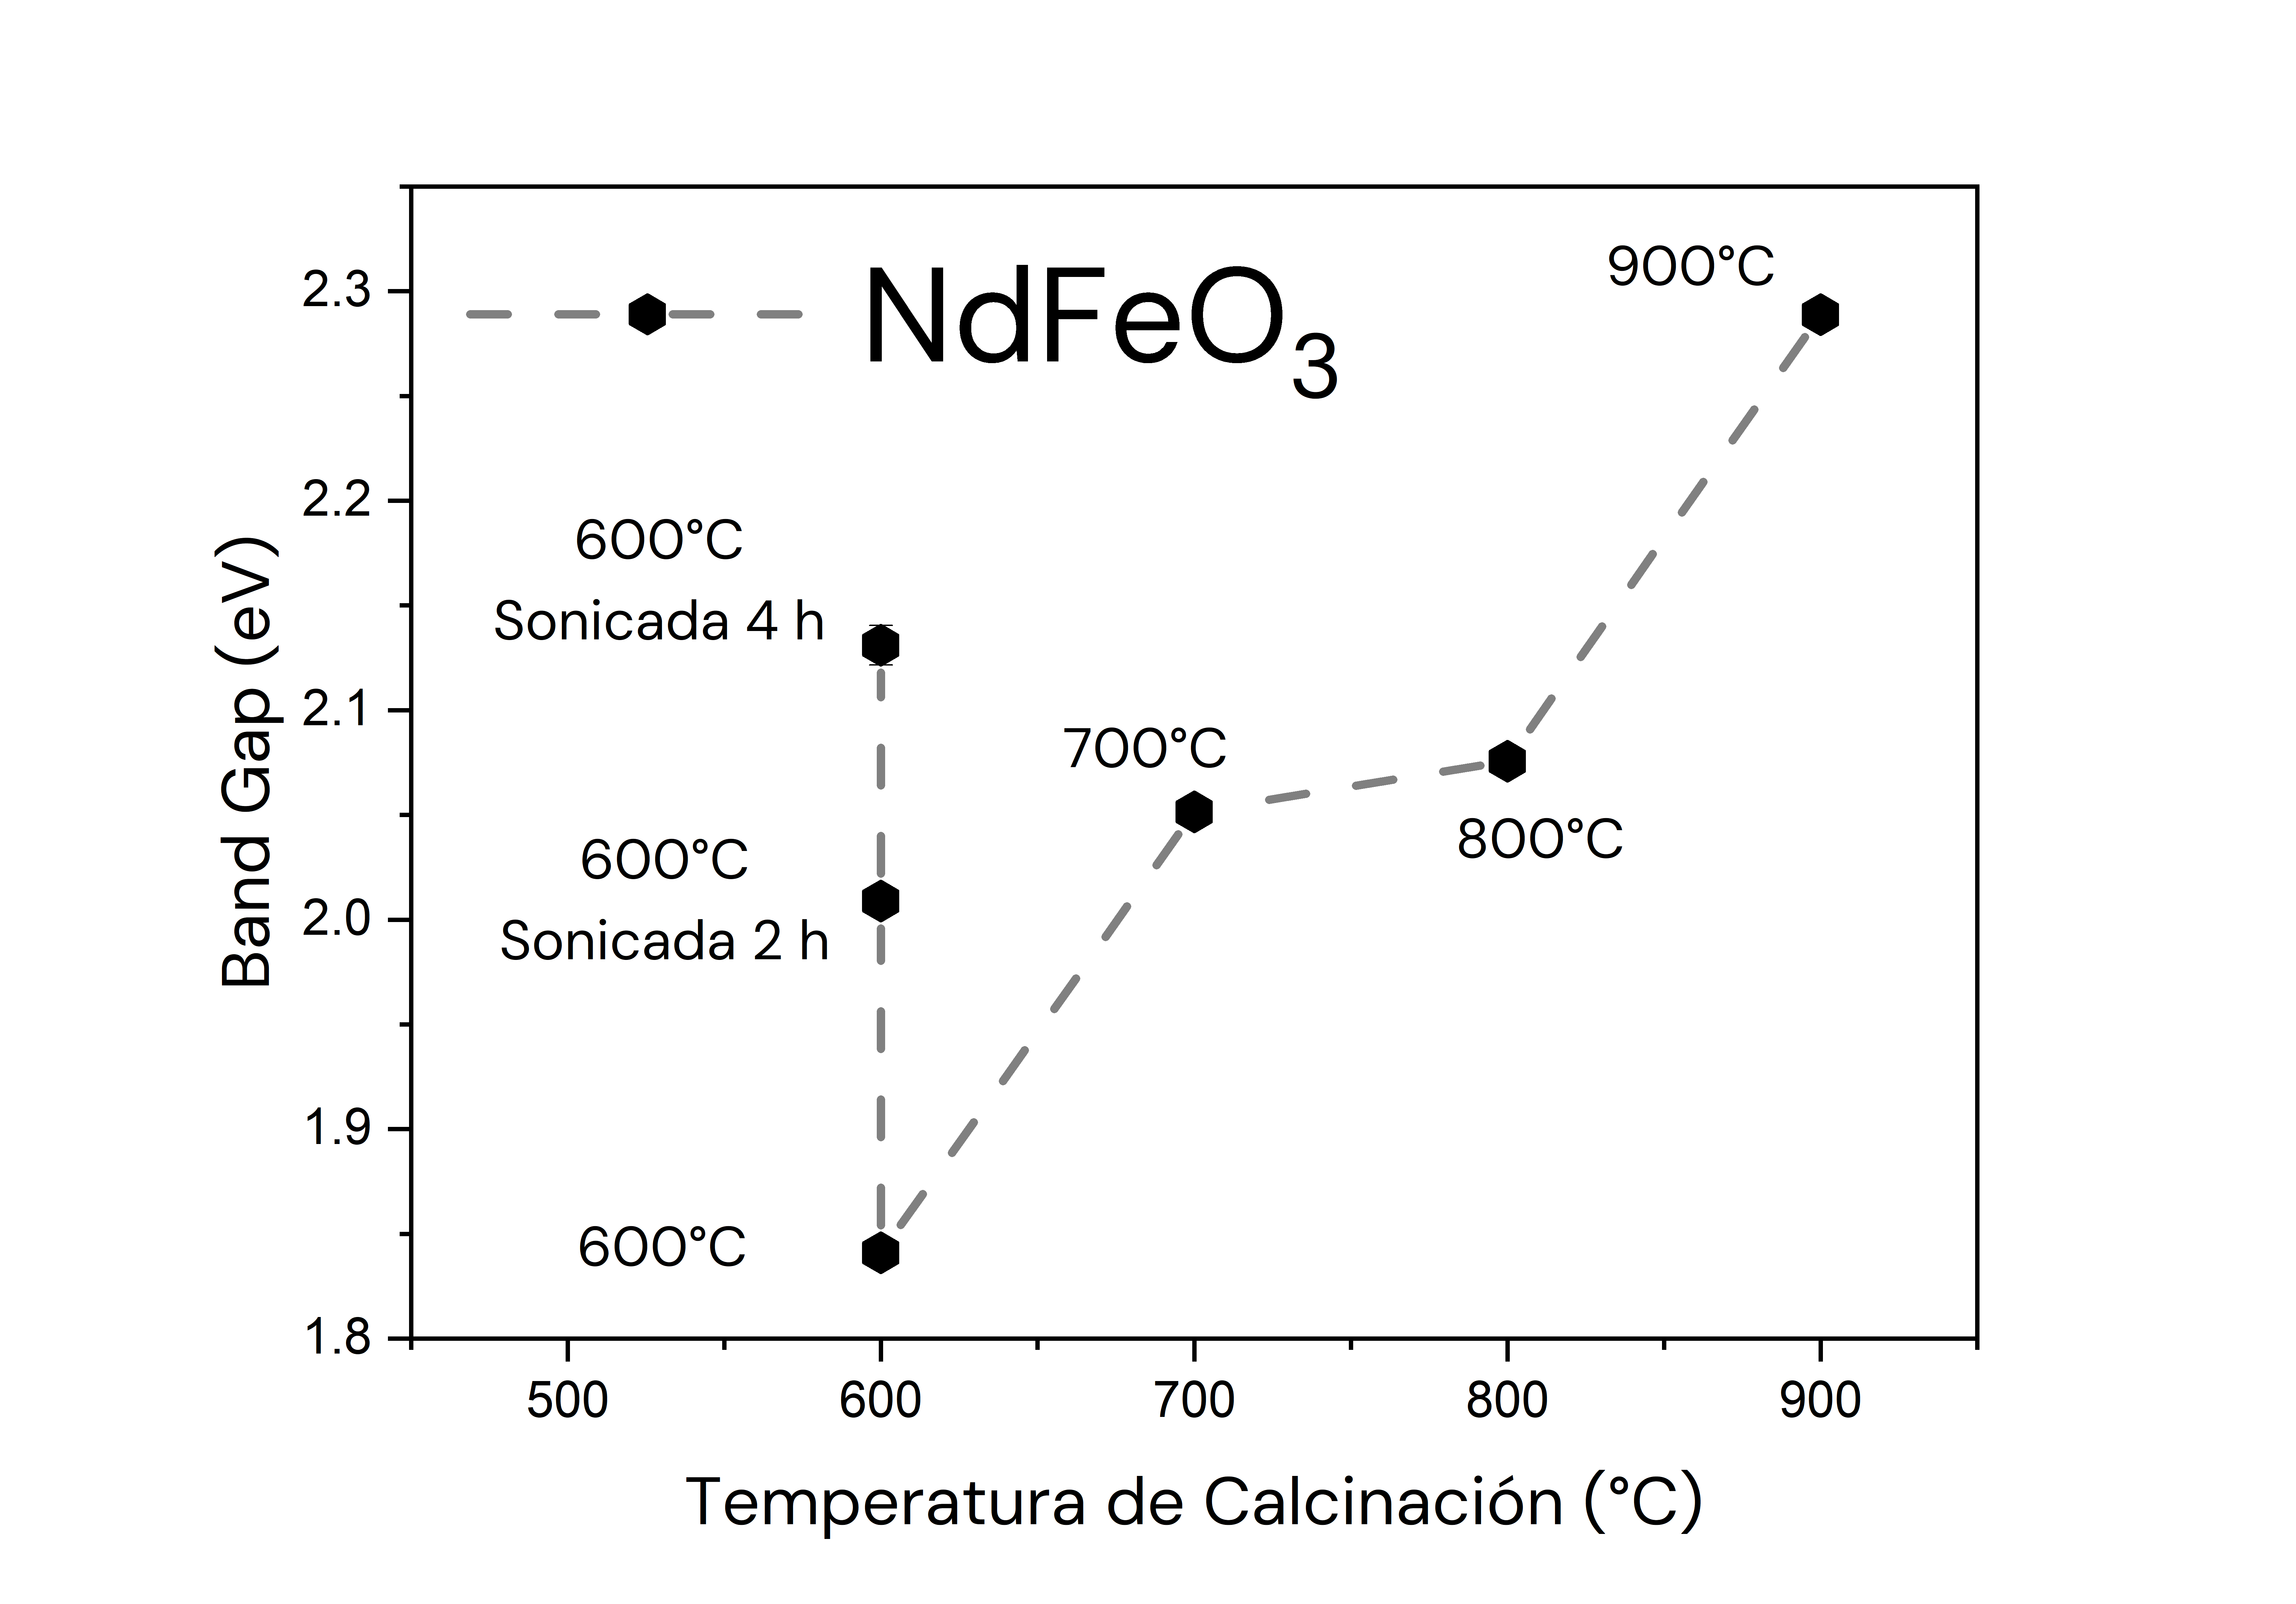 NdFeO₃
900°C
2.3
2.2
2.1
2.0
1.9
1.8
Band Gap (eV)
600°C
Sonicada 4 h
700°C
800°C
600°C
Sonicada 2 h
600°C
500
600
700
800
900
Temperatura de Calcinación (°C)